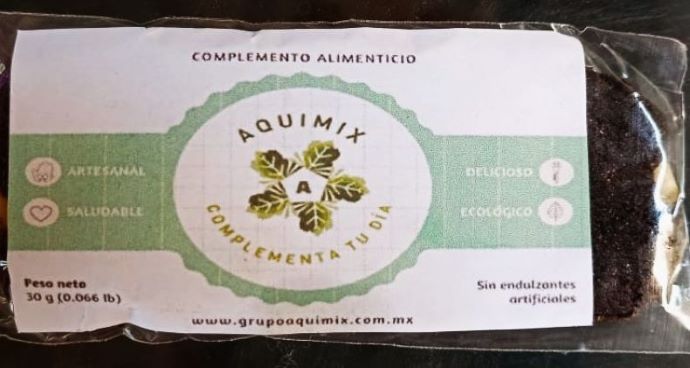 COMPLEMENTO ALIMENTICIO
AQUIMIX
A
COMPLEMENTA TU DÍA
ARTESANAL
SALUDABLE
DELICIOSO
ECOLÓGICO
Peso neto
30 g (0.066 lb)
Sin endulzantes
artificiales
www.grupoaquimix.com.mx